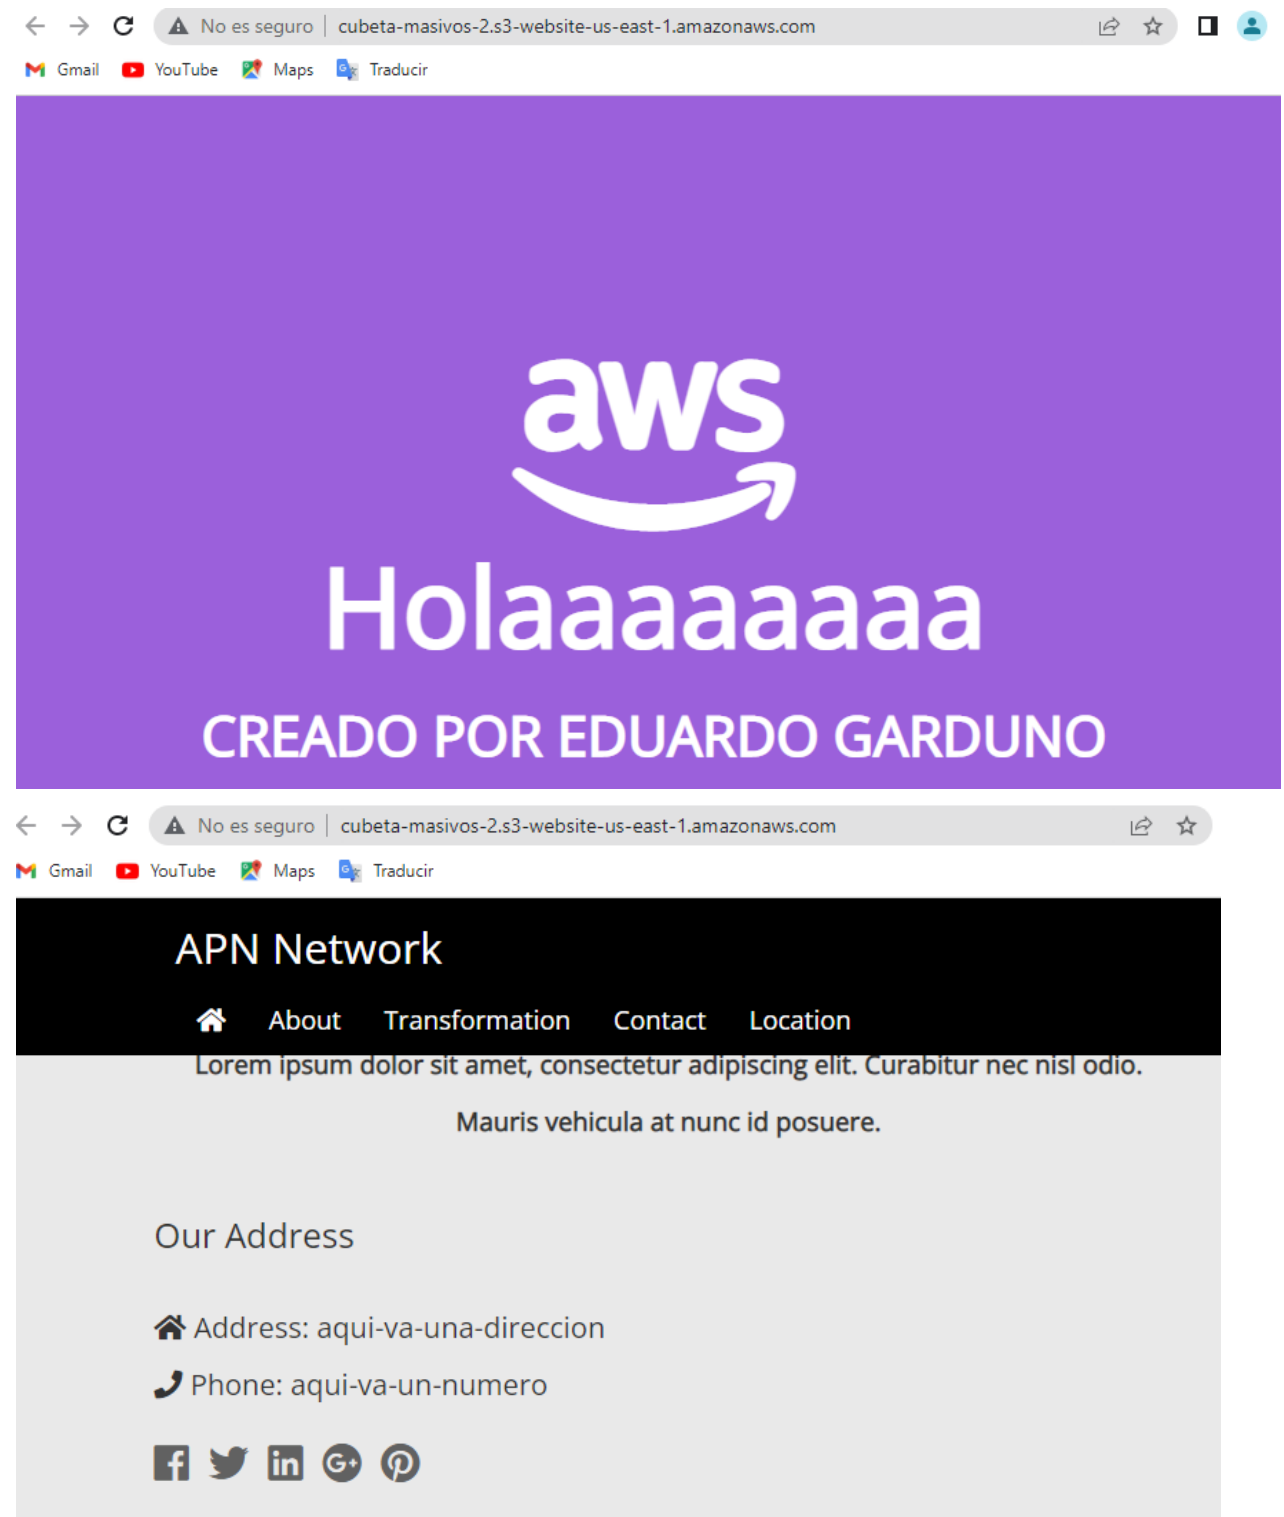 No es seguro | cubeta-masivos-2.s3-website-us-east-1.amazonaws.com
Gmail YouTube Maps Traducir
aws
Holaaaaaaaa
CREADO POR EDUARDO GARDUNO
No es seguro | cubeta-masivos-2.s3-website-us-east-1.amazonaws.com
Gmail YouTube Maps Traducir
APN Network
About Transformation Contact Location
Lorem ipsum dolor sit amet, consectetur adipiscing elit. Curabitur nec nisl odio.
Mauris vehicula at nunc id posuere.
Our Address
Address: aqui-va-una-direccion
Phone: aqui-va-un-numero